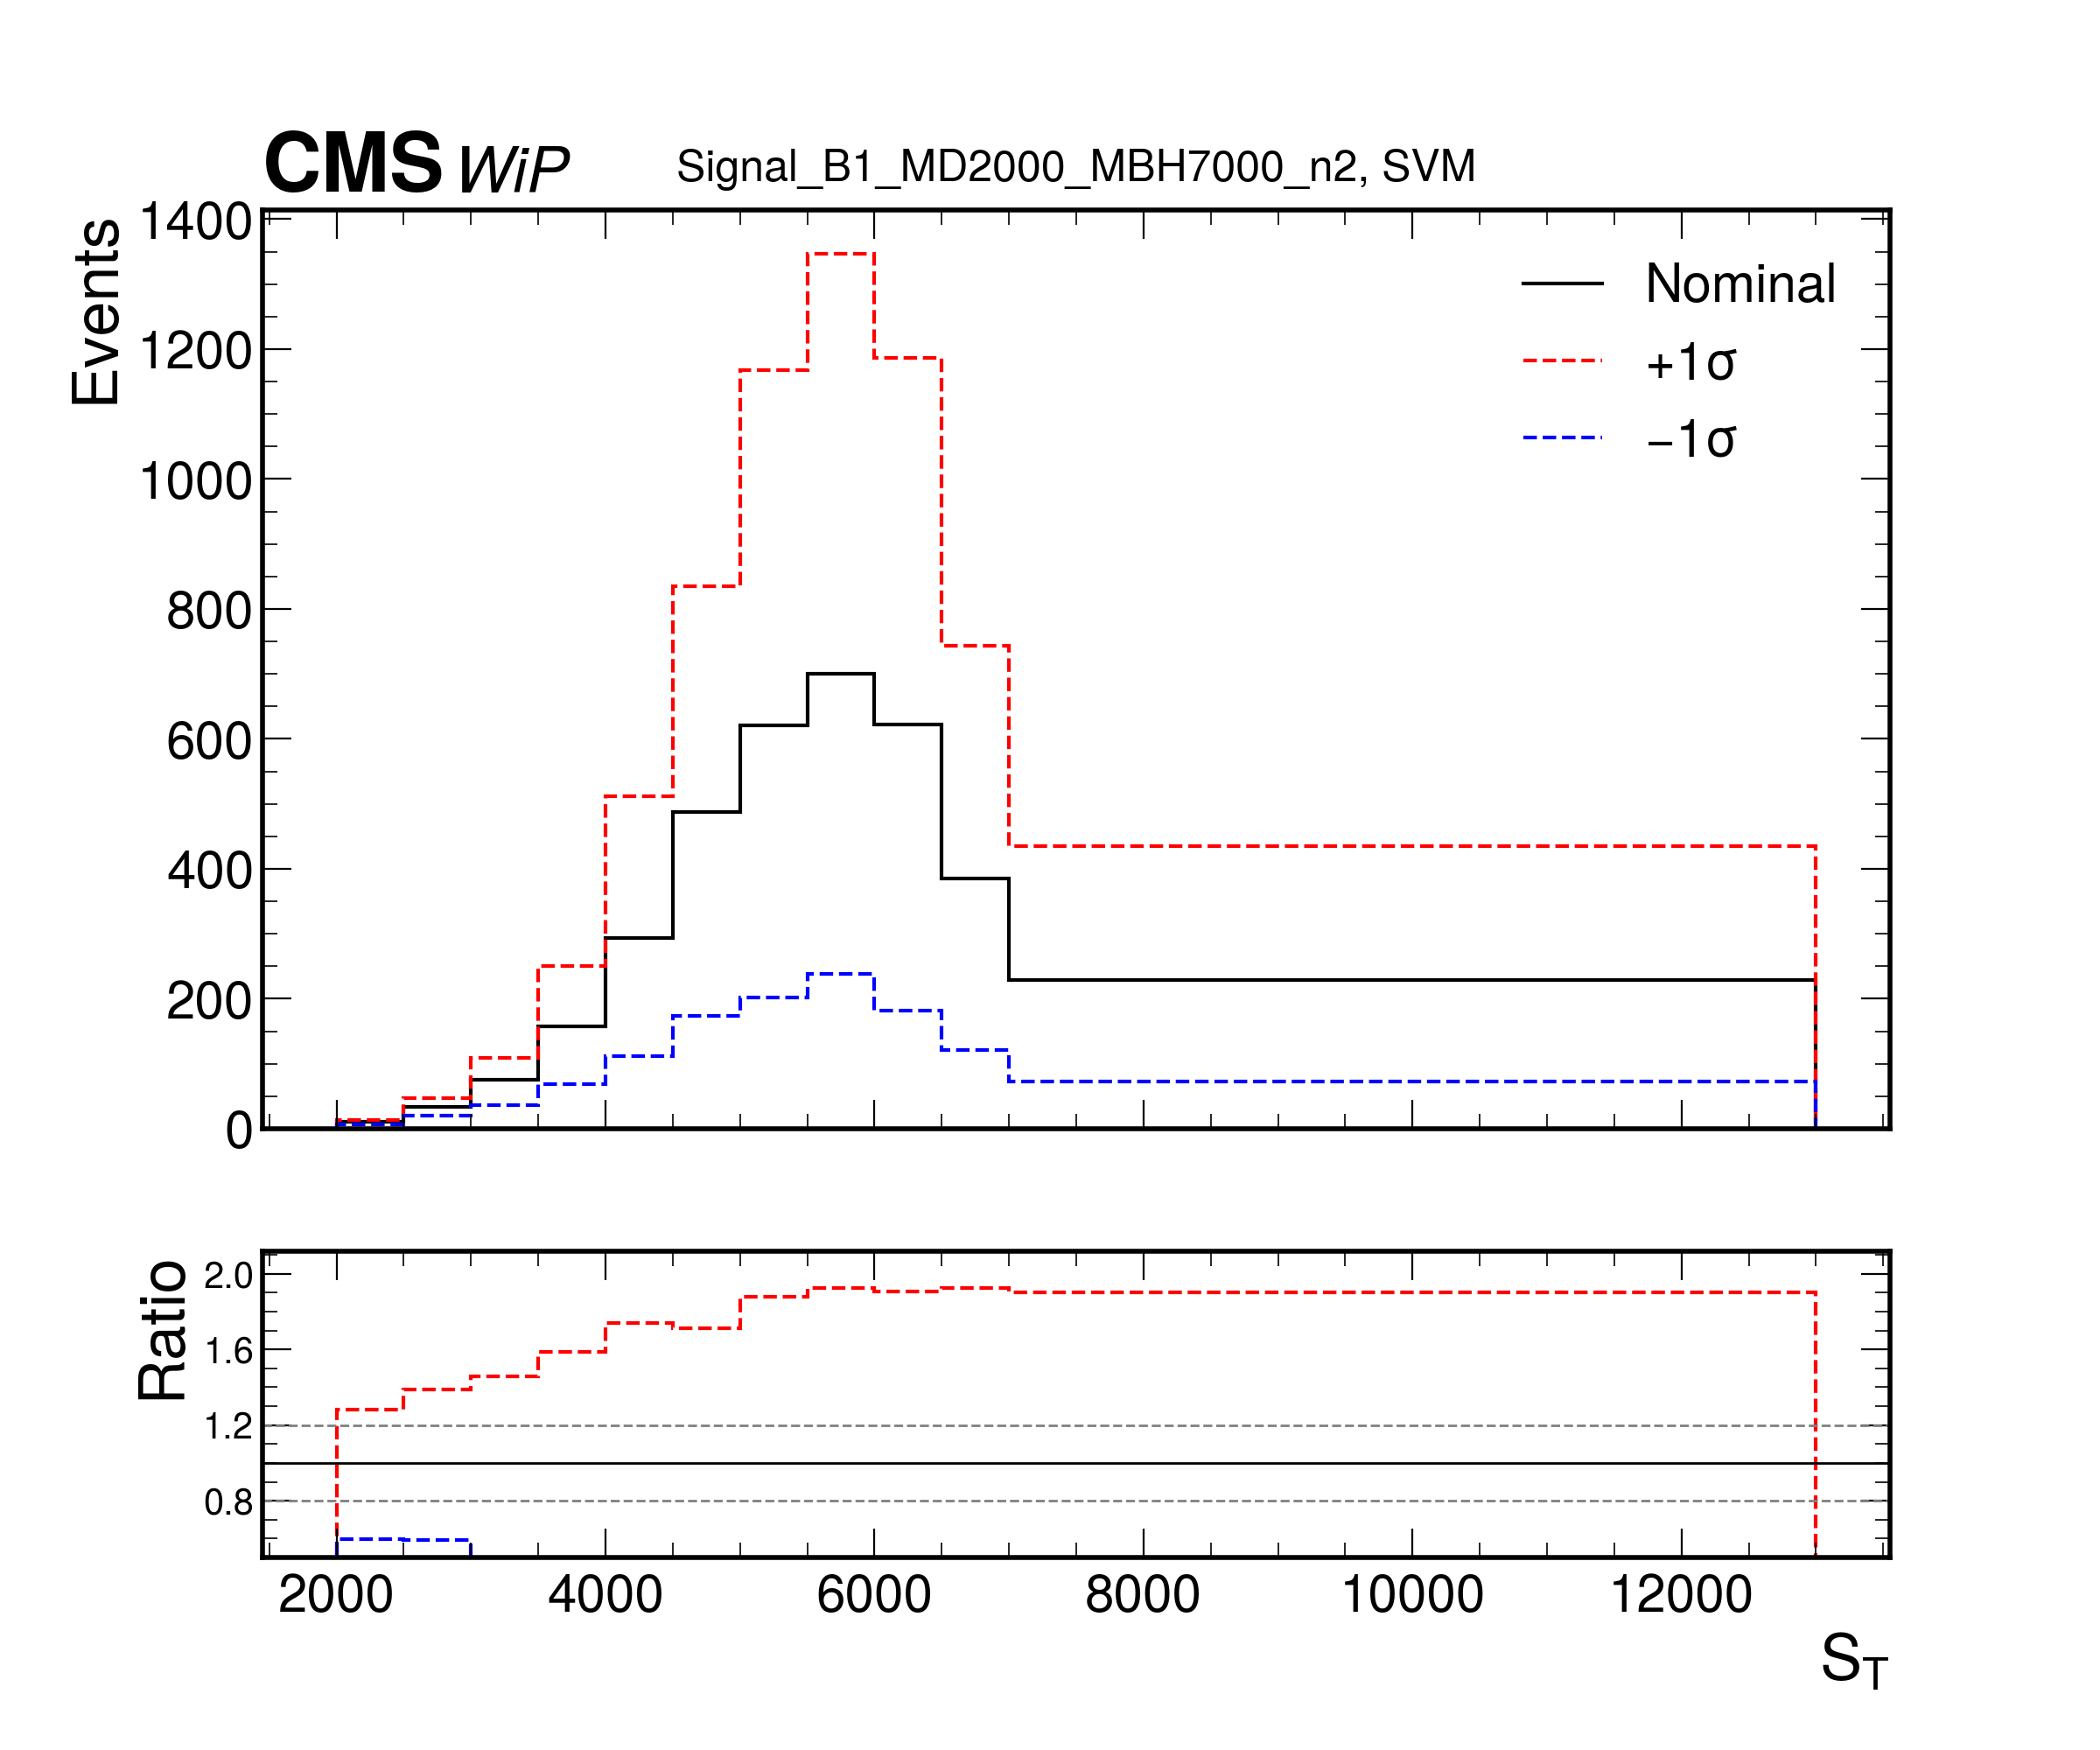 CMS WiP Signal_B1_MD2000_MBH7000_n2, SVM
Events
1400
1200
1000
800
600
400
200
0
Nominal
+1σ
−1σ
Ratio
2.0
1.6
1.2
0.8
2000 4000 6000 8000 10000 12000
S_T